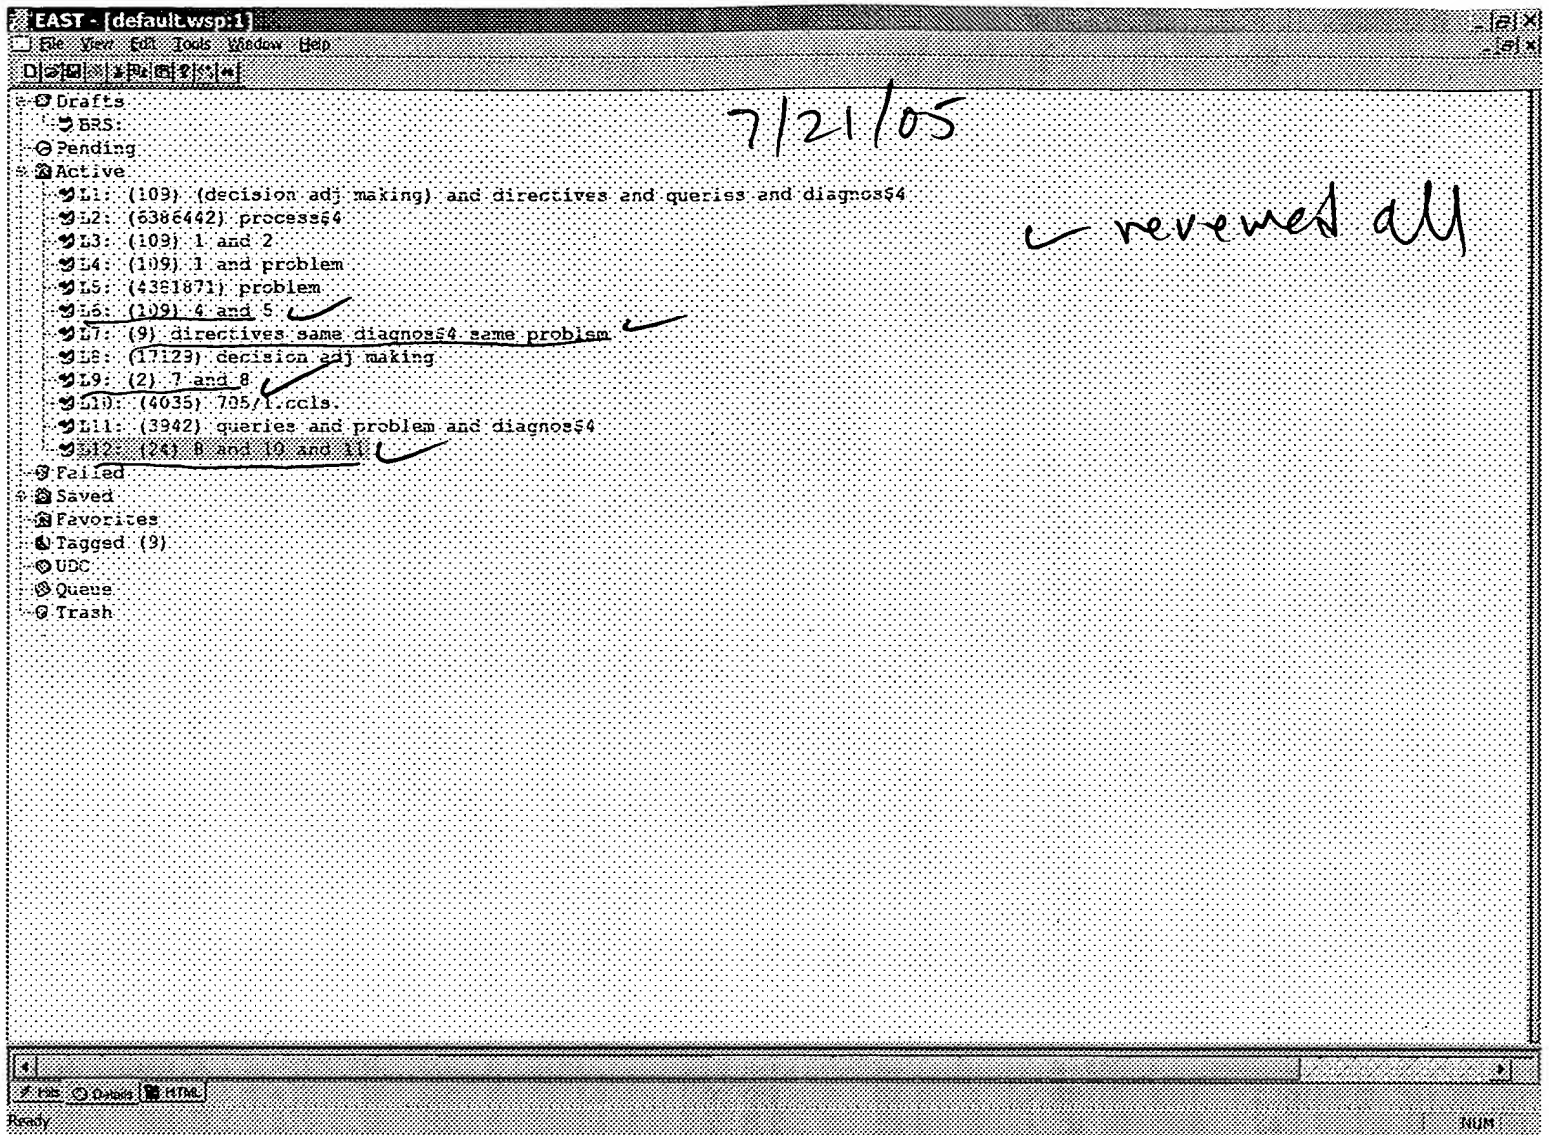 EAST - [default.wsp:1]
File View Edit Tools Window Help
Drafts
BRS:
7/21/05
Pending
Active
L1: (109) (decision adj making) and directives and queries and diagnos$4
L2: (6386442) process$4
✓ reviewed all
L3: (109) 1 and 2
L4: (109) 1 and problem
L5: (4381871) problem
L6: (109) 4 and 5 ✓
L7: (9) directives same diagnos$4 same problem ✓
L8: (17129) decision adj making
L9: (2) 7 and 8 ✓
L10: (4035) 705/1.ccls.
L11: (3942) queries and problem and diagnos$4
L12: (24) 8 and 10 and 11 ✓
Failed
Saved
Favorites
Tagged (9)
UDC
Queue
Trash
Hits Details HTML
Ready NUM